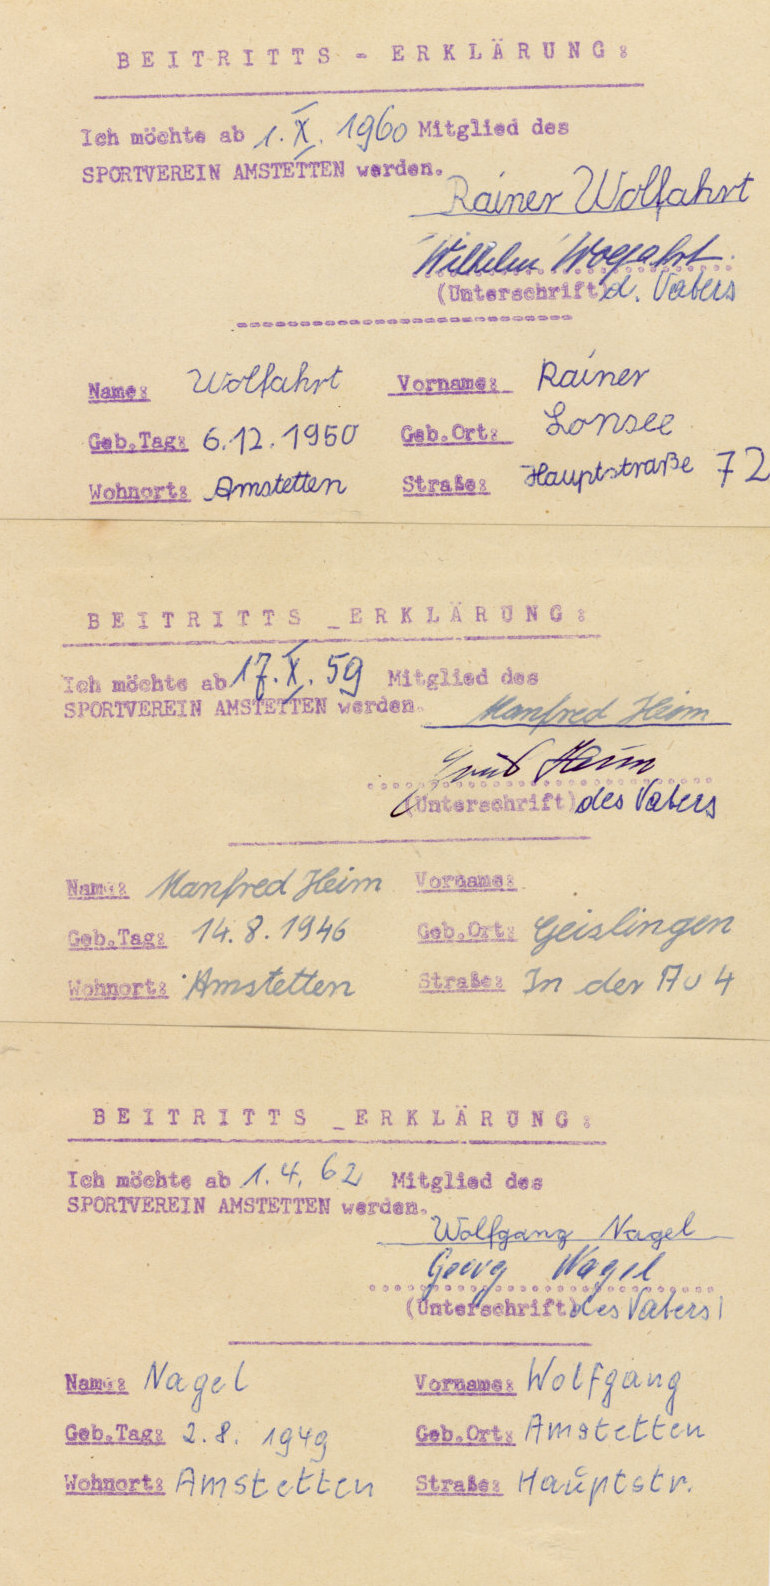 BEITRITTS - ERKLÄRUNG:
Ich möchte ab 1. X. 1960 Mitglied des
SPORTVEREIN AMSTETTEN werden.
Rainer Wolfahrt
Wilhelm Wolfahrt.
(Unterschrift) d. Vaters
Name: Wolfahrt Vorname: Rainer
Geb.Tag: 6.12.1950 Geb.Ort: Lonsee
Wohnort: Amstetten Straße: Hauptstraße 72
BEITRITTS _ERKLÄRUNG:
Ich möchte ab 17. X. 59 Mitglied des
SPORTVEREIN AMSTETTEN werden.
Manfred Heim
Heim
(Unterschrift) des Vaters
Name: Manfred Heim Vorname:
Geb.Tag: 14.8.1946 Geb.Ort: Geislingen
Wohnort: Amstetten Straße: In der Au 4
BEITRITTS _ERKLÄRUNG:
Ich möchte ab 1.4.62 Mitglied des
SPORTVEREIN AMSTETTEN werden.
Wolfgang Nagel
Georg Nagel
(Unterschrift) des Vaters)
Name: Nagel Vorname: Wolfgang
Geb.Tag: 2.8. 1949 Geb.Ort: Amstetten
Wohnort: Amstetten Straße: Hauptstr.